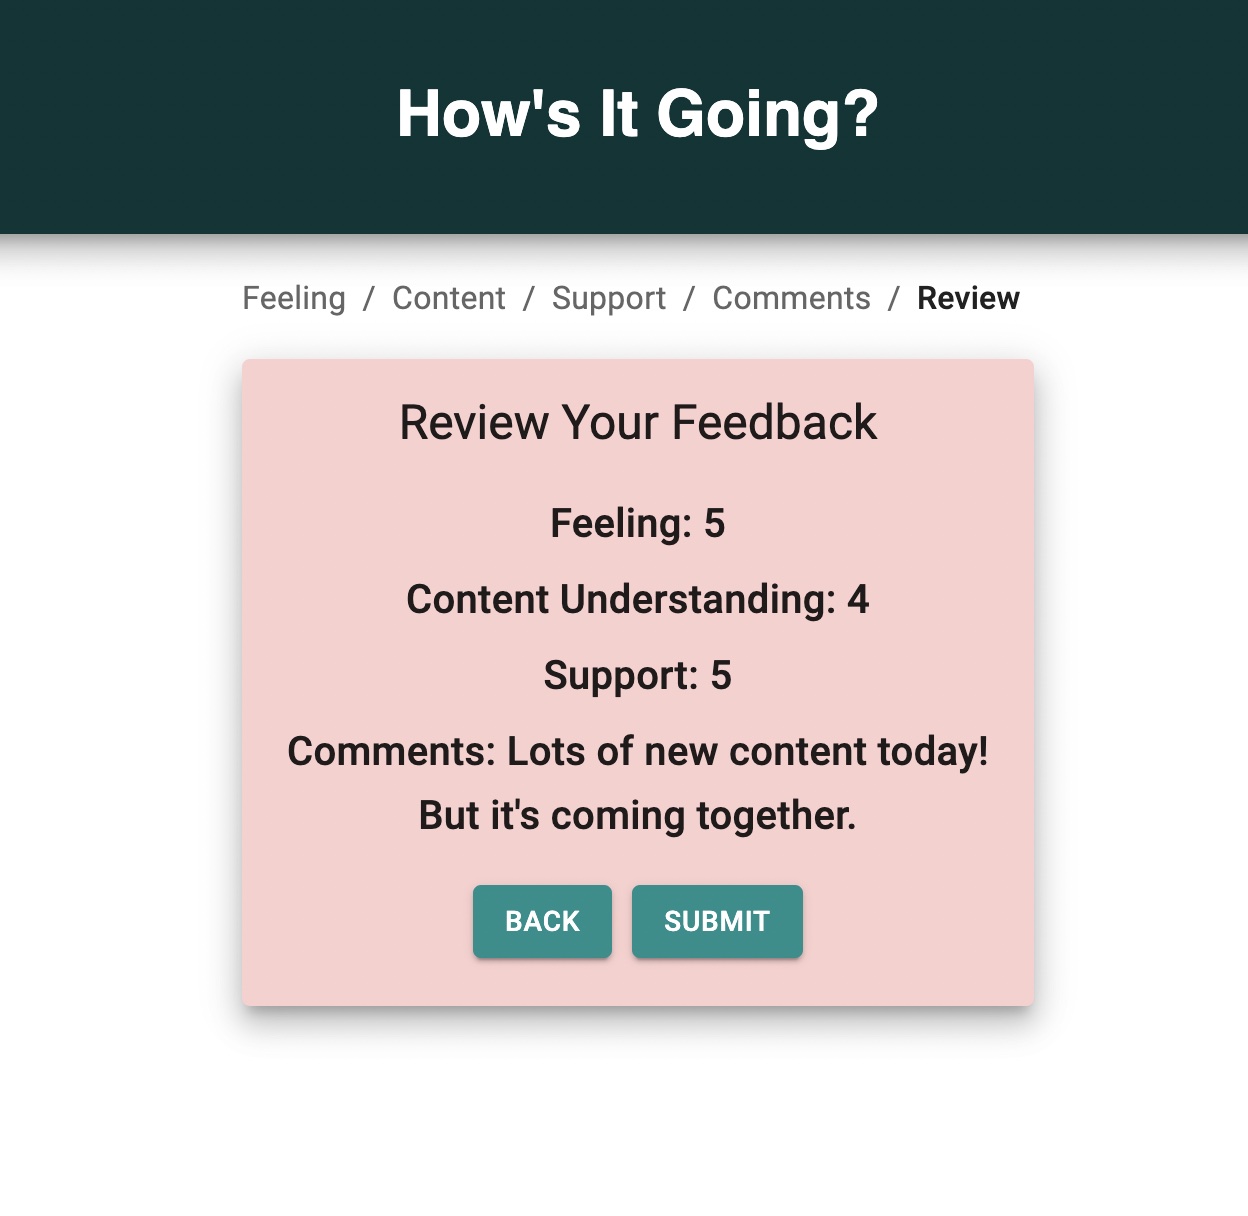 How's It Going?
Feeling / Content / Support / Comments / Review
Review Your Feedback
Feeling: 5
Content Understanding: 4
Support: 5
Comments: Lots of new content today!
But it's coming together.
BACK SUBMIT